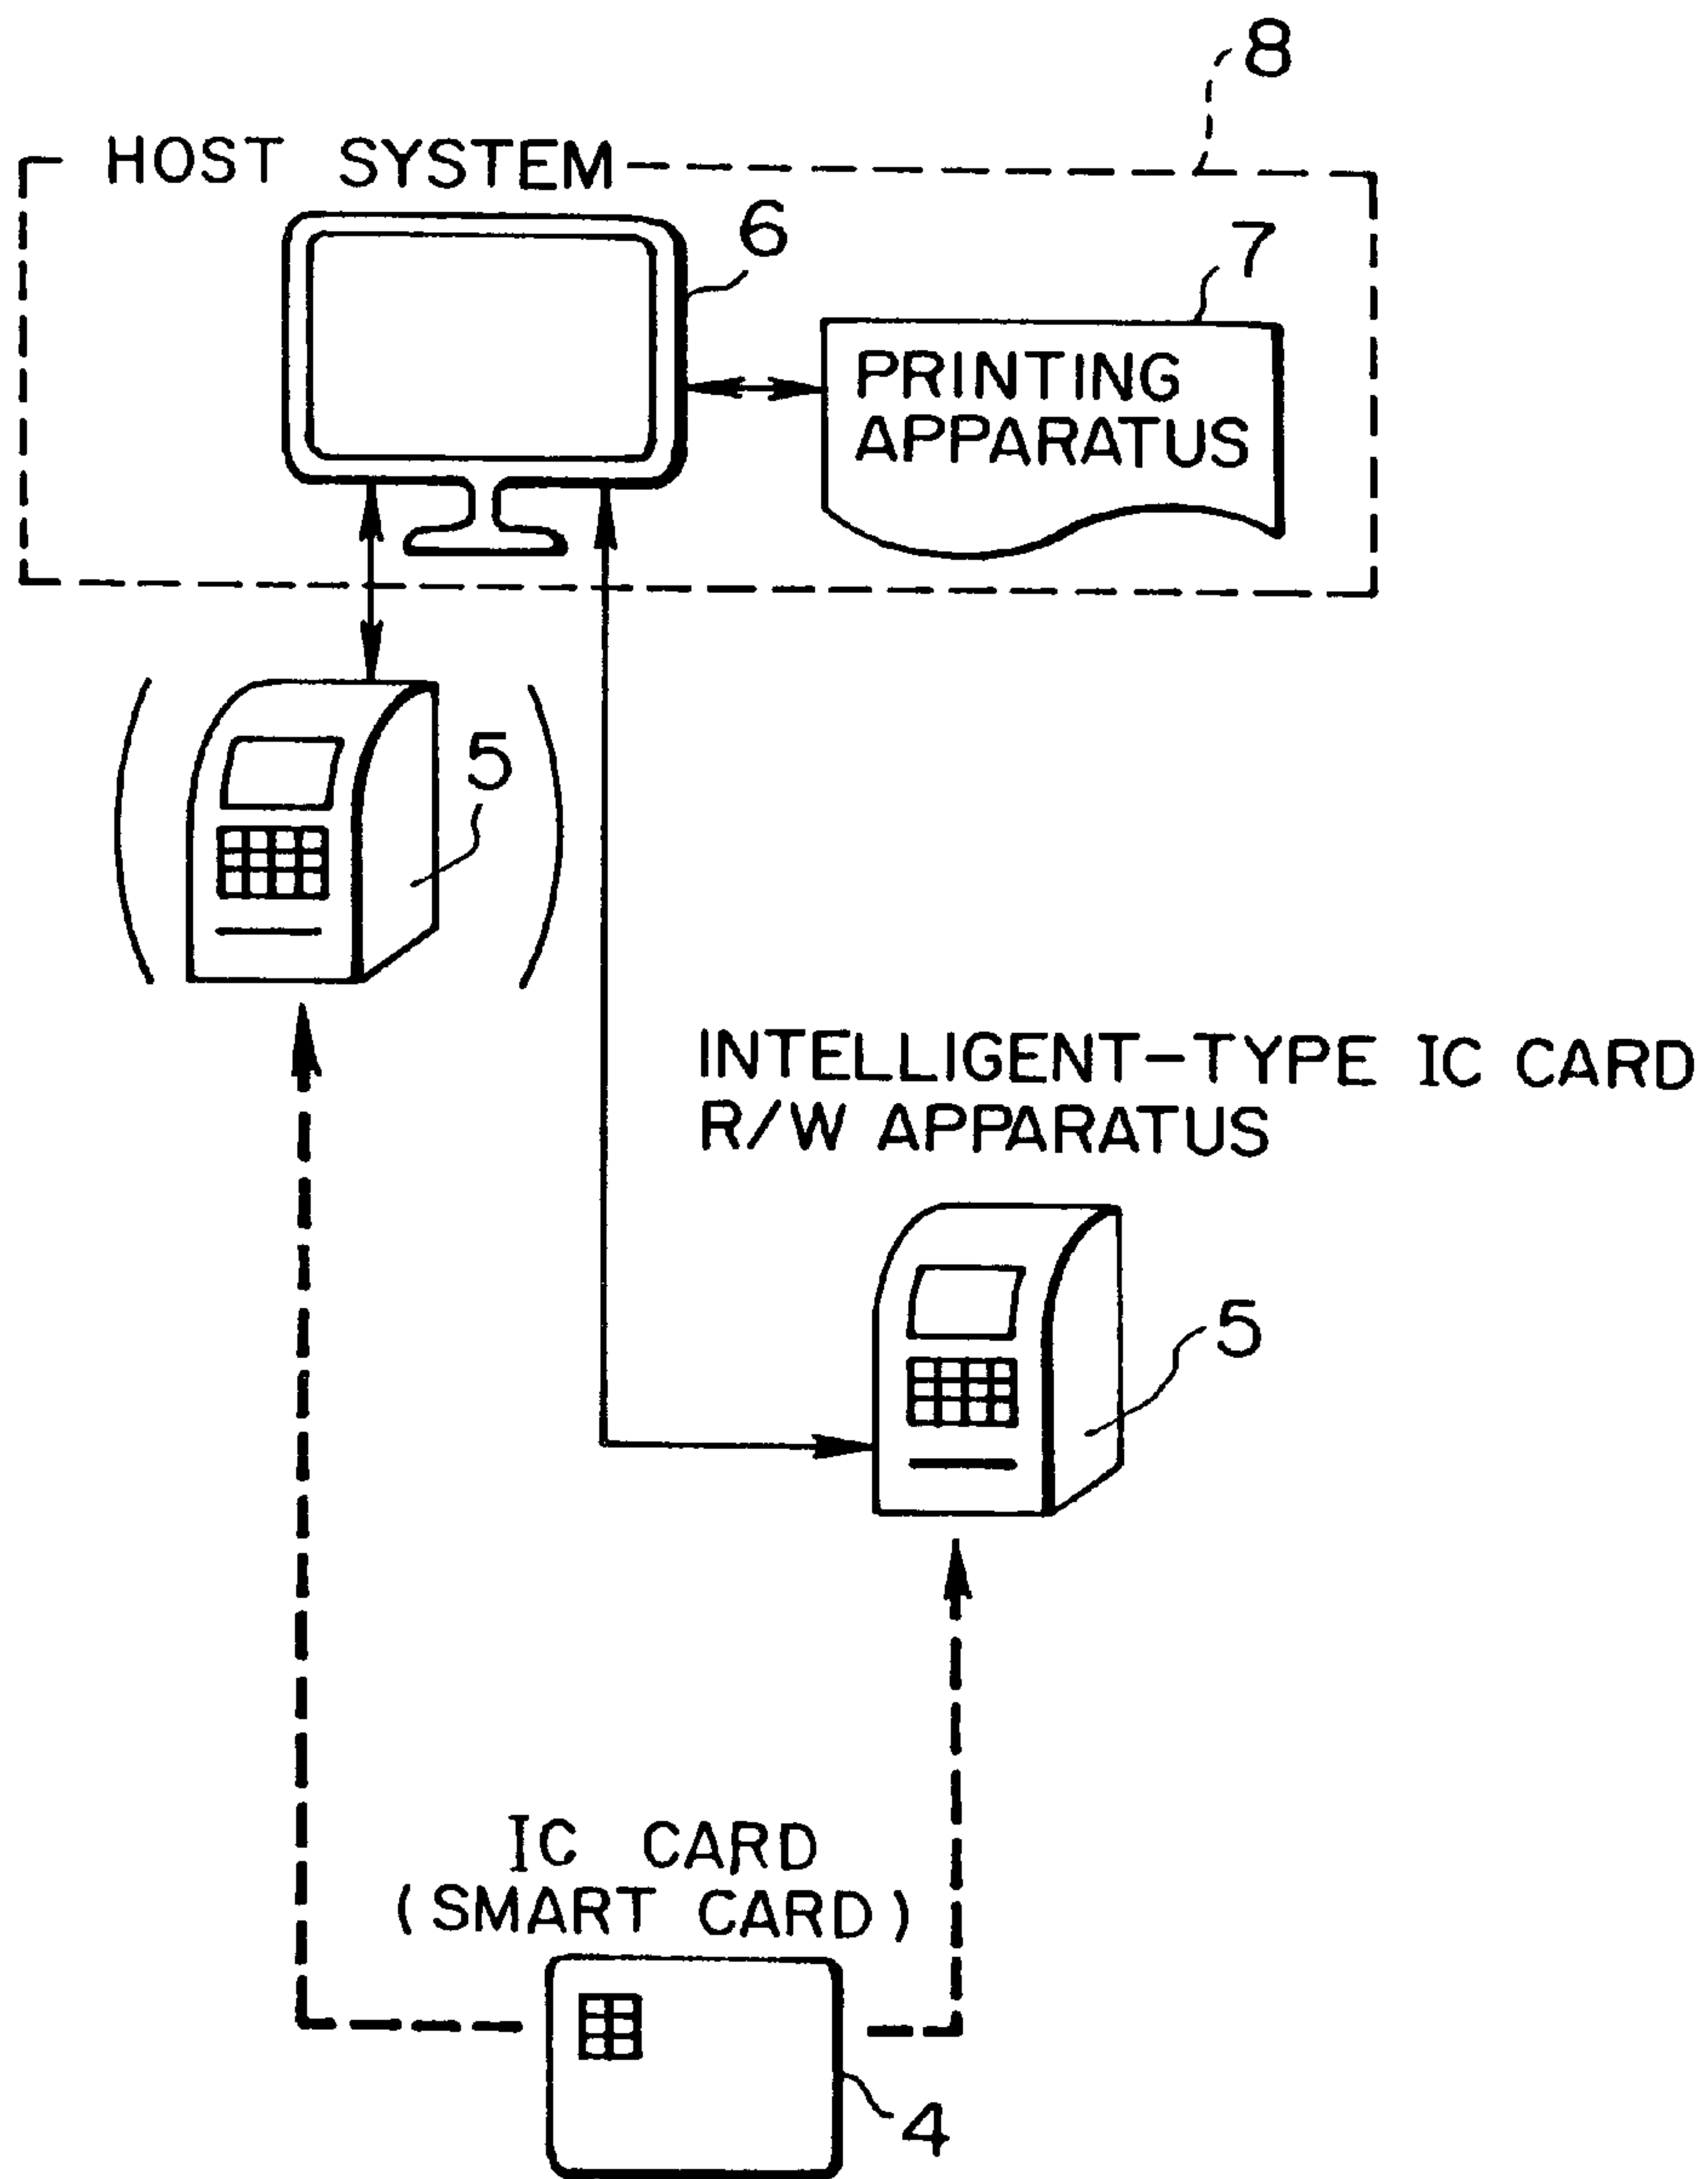 8
HOST SYSTEM
6
7
PRINTING
APPARATUS
5
INTELLIGENT-TYPE IC CARD
R/W APPARATUS
5
IC CARD
(SMART CARD)
4